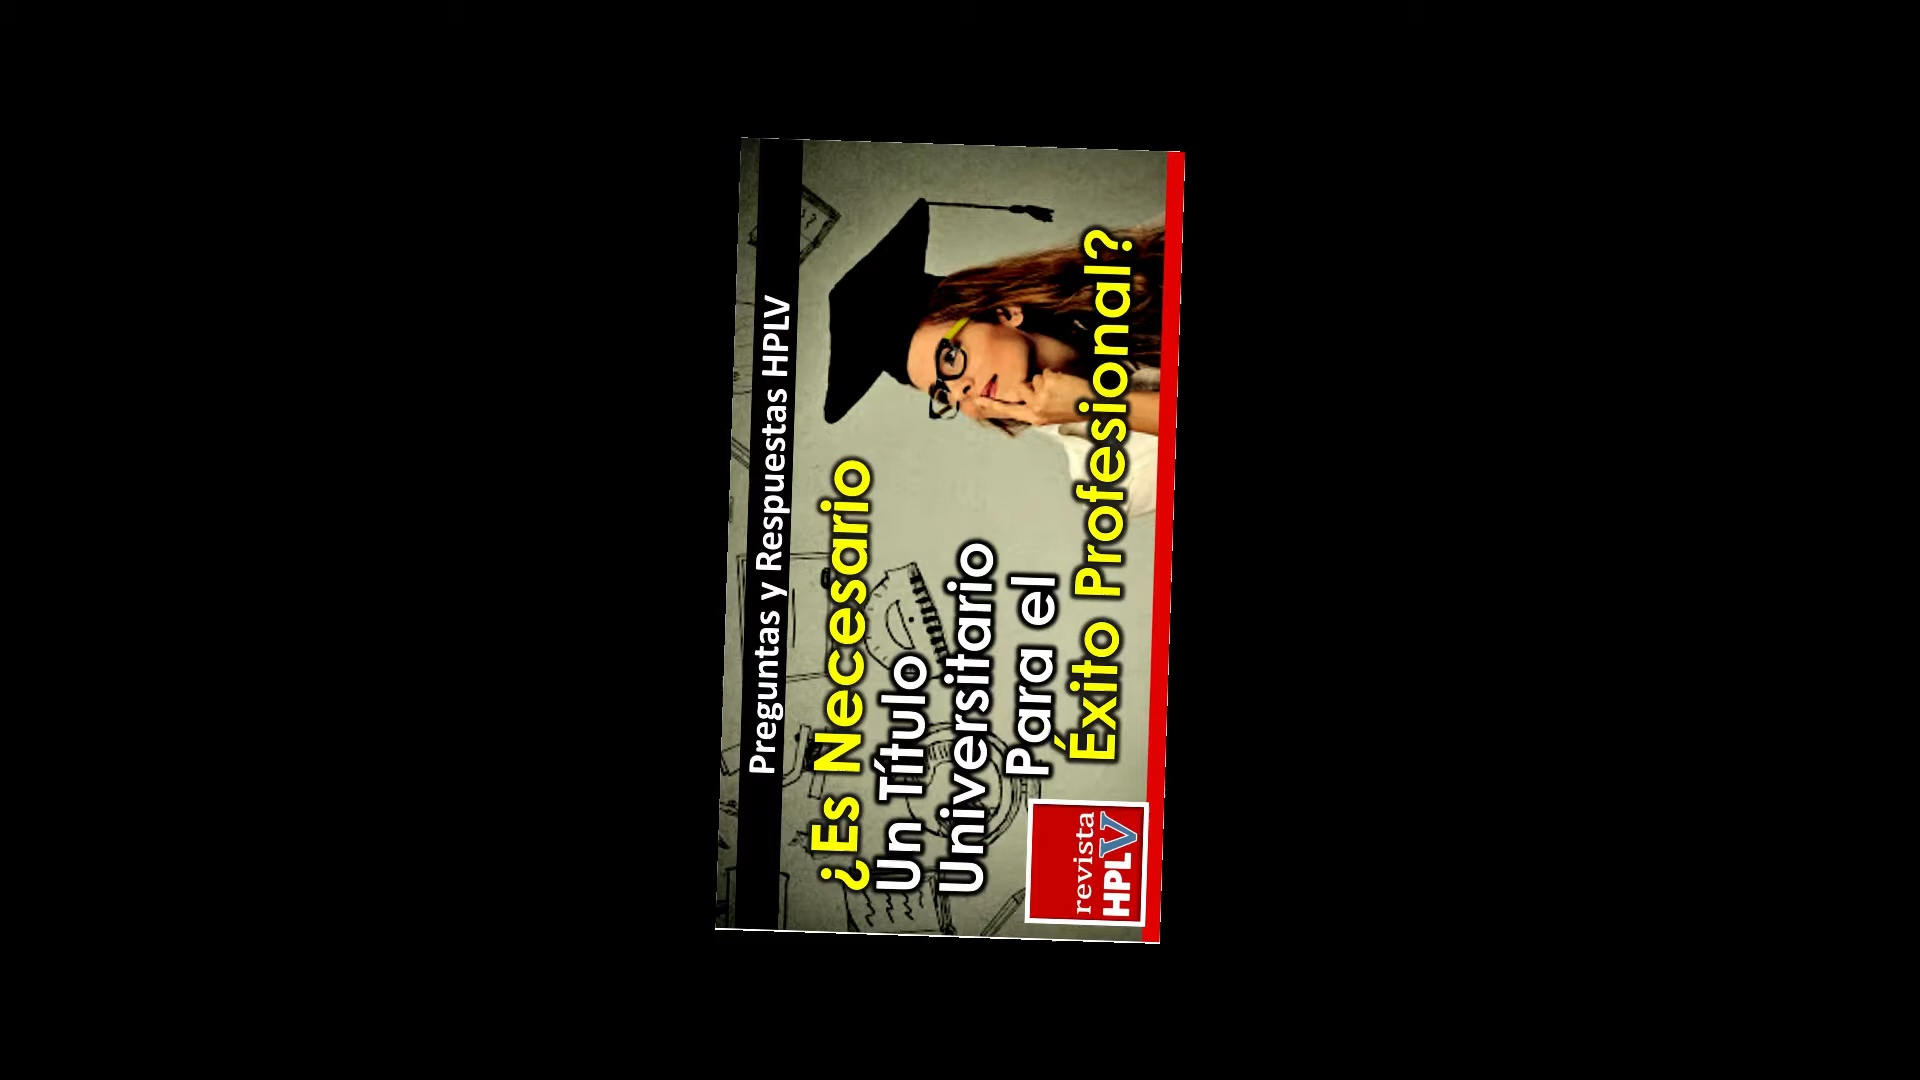 Preguntas y Respuestas HPLV
¿Es Necesario
Un Título
Universitario
Para el
Éxito Profesional?
revista
HPLV